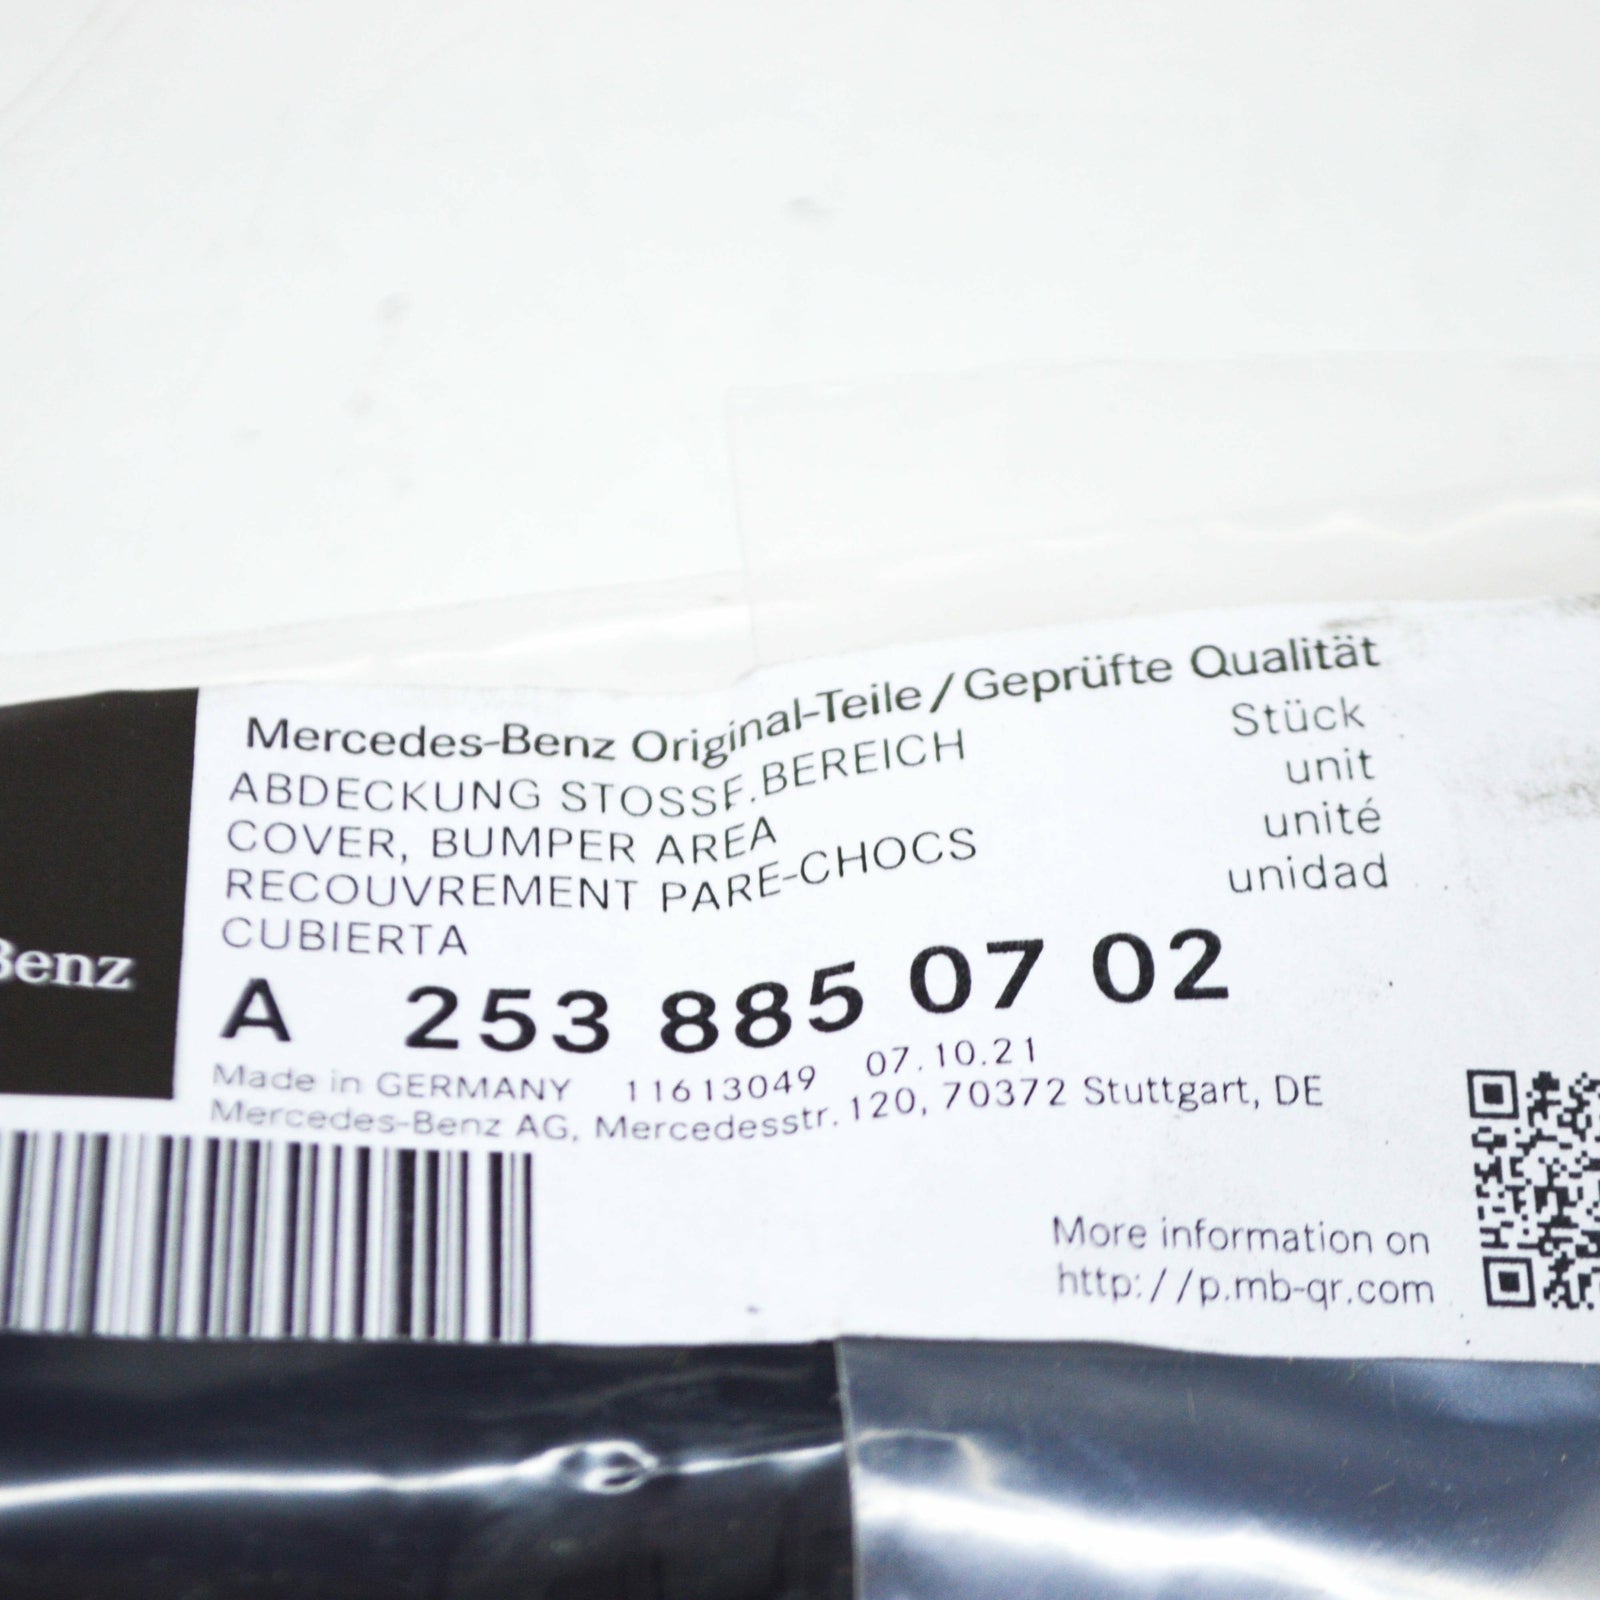 Mercedes-Benz Original-Teile/Geprüfte Qualität
ABDECKUNG STOSSF.BEREICH Stück
COVER, BUMPER AREA unit
RECOUVREMENT PARE-CHOCS unité
CUBIERTA unidad
Benz
A 253 885 07 02
Made in GERMANY 11613049 07.10.21
Mercedes-Benz AG, Mercedesstr. 120, 70372 Stuttgart, DE
More information on
http://p.mb-qr.com